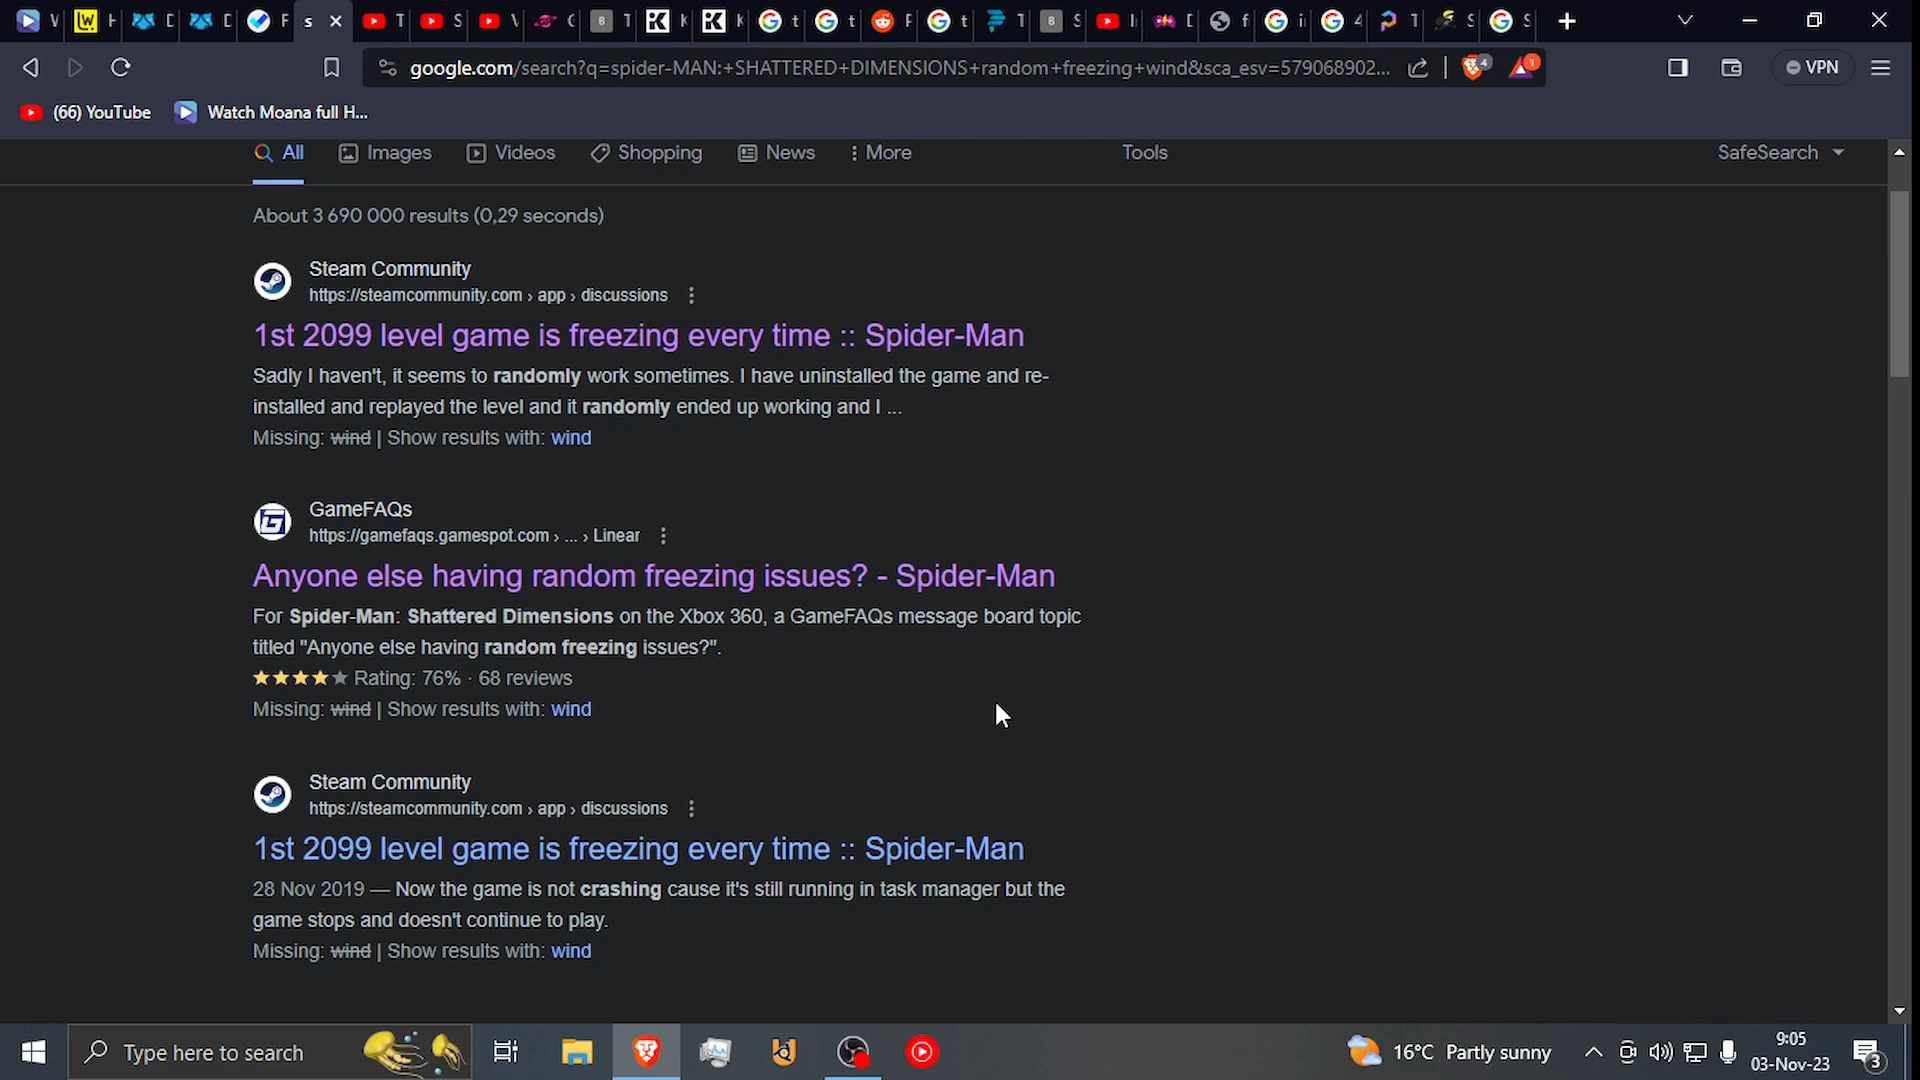 google.com/search?q=spider-MAN:+SHATTERED+DIMENSIONS+random+freezing+wind&sca_esv=579068902...
4
1
VPN
(66) YouTube
Watch Moana full H...
All
Images
Videos
Shopping
News
More
Tools
SafeSearch
About 3 690 000 results (0,29 seconds)
Steam Community
https://steamcommunity.com › app › discussions
1st 2099 level game is freezing every time :: Spider-Man
Sadly I haven't, it seems to randomly work sometimes. I have uninstalled the game and re-
installed and replayed the level and it randomly ended up working and I ...
Missing: wind | Show results with: wind
GameFAQs
https://gamefaqs.gamespot.com › ... › Linear
Anyone else having random freezing issues? - Spider-Man
For Spider-Man: Shattered Dimensions on the Xbox 360, a GameFAQs message board topic
titled "Anyone else having random freezing issues?".
Rating: 76% · 68 reviews
Missing: wind | Show results with: wind
Steam Community
https://steamcommunity.com › app › discussions
1st 2099 level game is freezing every time :: Spider-Man
28 Nov 2019 — Now the game is not crashing cause it's still running in task manager but the
game stops and doesn't continue to play.
Missing: wind | Show results with: wind
Type here to search
16°C Partly sunny
9:05
03-Nov-23
3